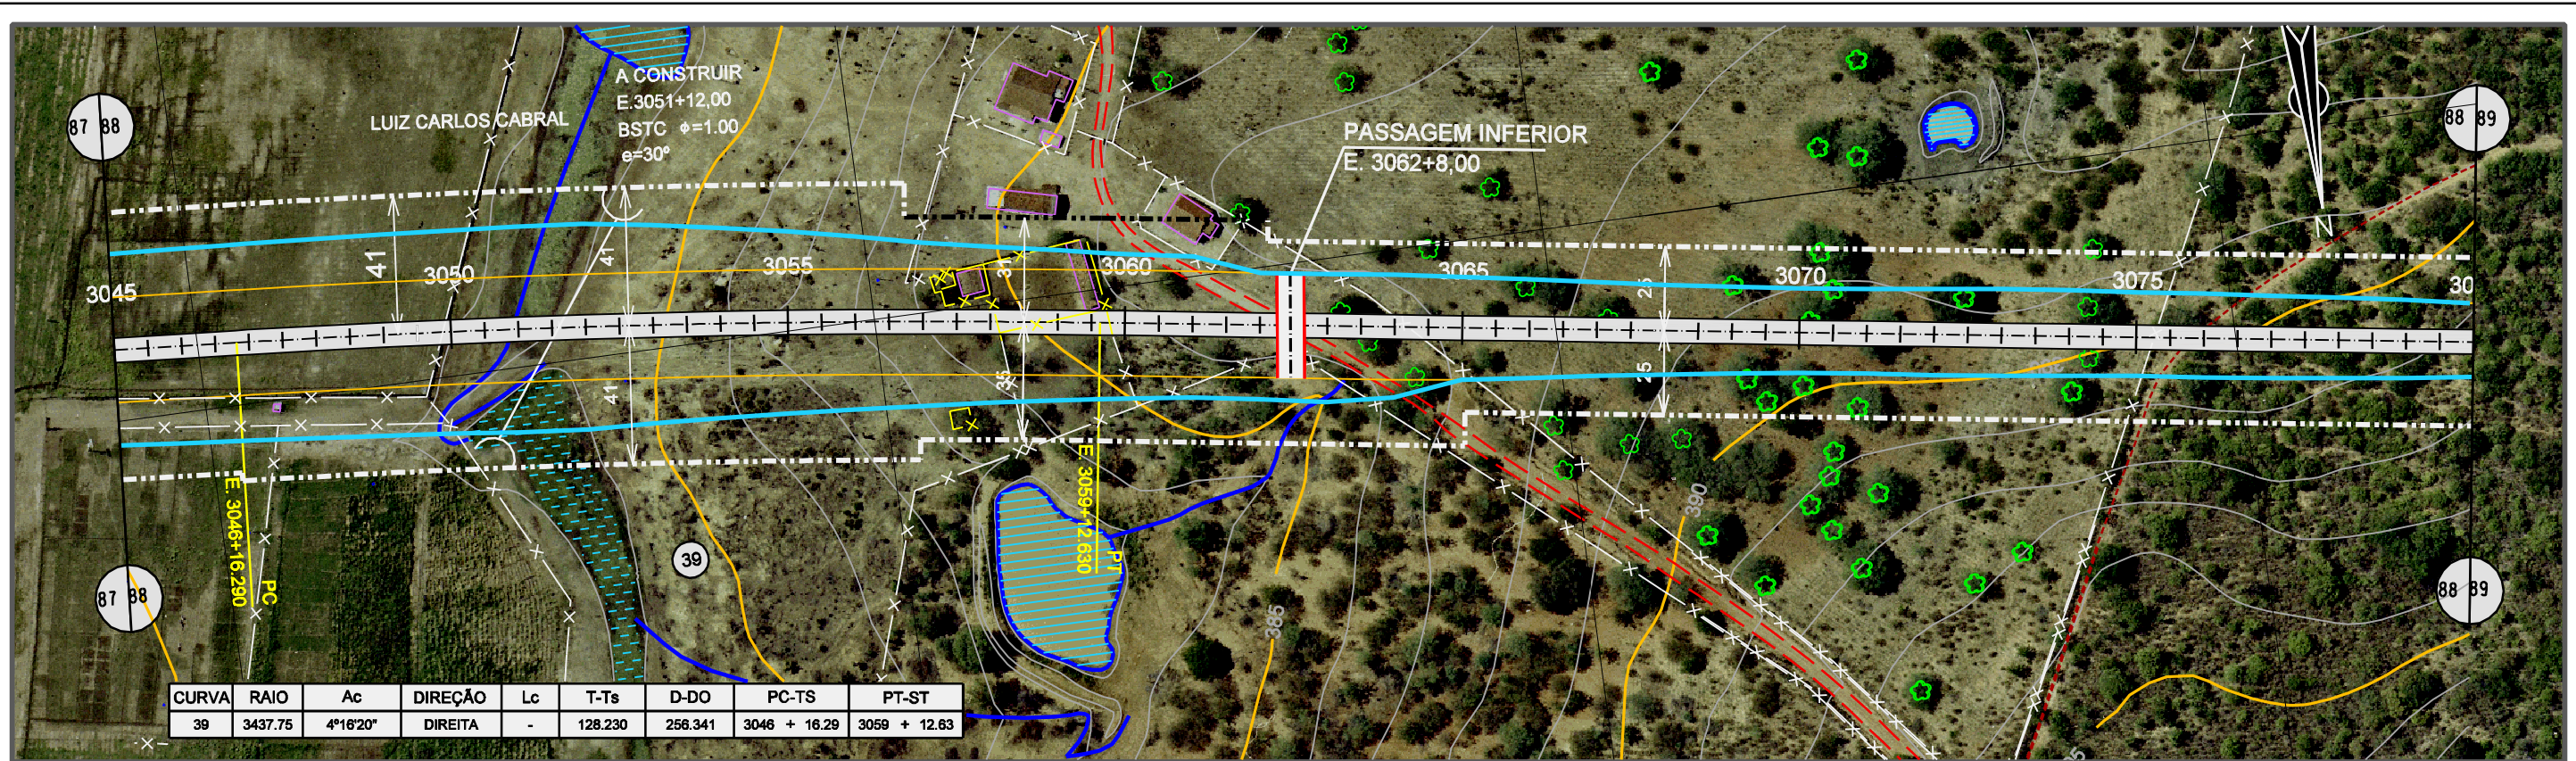 87 88
LUIZ CARLOS CABRAL
A CONSTRUIR
E.3051+12,00
BSTC φ=1.00
e=30°
PASSAGEM INFERIOR
E. 3062+8,00
88 89
N
41
41
31
25
3045
3050
3055
3060
3065
3070
3075
30
41
35
25
E. 3046+16.290
PC
E. 3059+12.630
PT
39
390
385
87 88
88 89
CURVA RAIO Ac DIREÇÃO Lc T-Ts D-DO PC-TS PT-ST
39 3437.75 4°16'20" DIREITA - 128.230 256.341 3046 + 16.29 3059 + 12.63